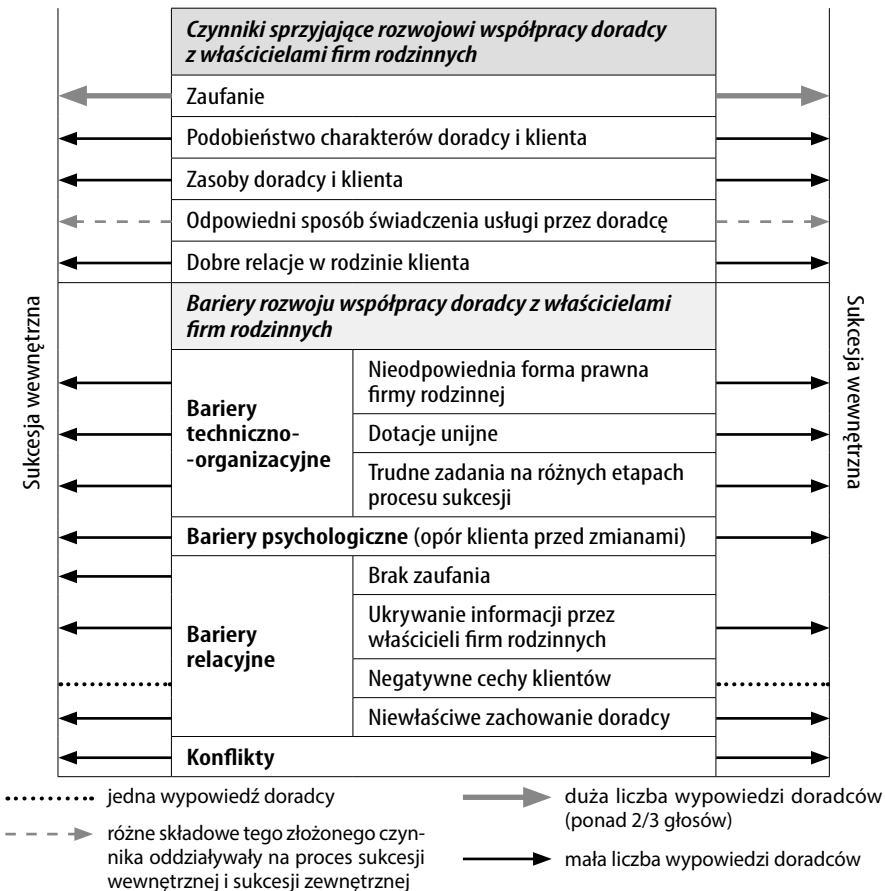 Czynniki sprzyjające rozwojowi współpracy doradcy
z właścicielami firm rodzinnych
Zaufanie
Podobieństwo charakterów doradcy i klienta
Zasoby doradcy i klienta
Odpowiedni sposób świadczenia usługi przez doradcę
Dobre relacje w rodzinie klienta
Sukcesja wewnętrzna
Sukcesja wewnętrzna
Bariery rozwoju współpracy doradcy z właścicielami
firm rodzinnych
Bariery
techniczno-
-organizacyjne
Nieodpowiednia forma prawna
firmy rodzinnej
Dotacje unijne
Trudne zadania na różnych etapach
procesu sukcesji
Bariery psychologiczne (opór klienta przed zmianami)
Bariery
relacyjne
Brak zaufania
Ukrywanie informacji przez
właścicieli firm rodzinnych
Negatywne cechy klientów
Niewłaściwe zachowanie doradcy
Konflikty
jedna wypowiedź doradcy
różne składowe tego złożonego czyn-
nika oddziaływały na proces sukcesji
wewnętrznej i sukcesji zewnętrznej
duża liczba wypowiedzi doradców
(ponad 2/3 głosów)
mała liczba wypowiedzi doradców